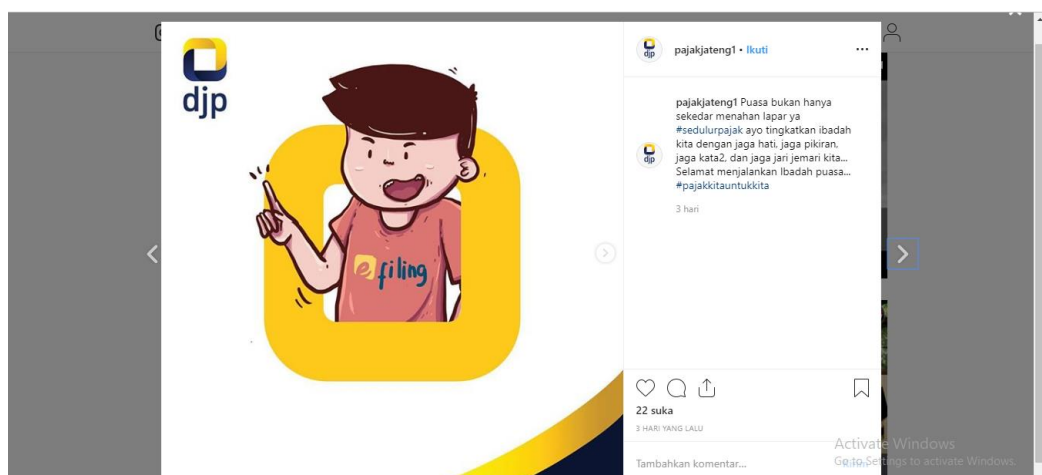 djp
e filing
djp
pajakjateng1 • Ikuti
djp
pajakjateng1 Puasa bukan hanya
sekedar menahan lapar ya
#sedulurpajak ayo tingkatkan ibadah
kita dengan jaga hati, jaga pikiran,
jaga kata2, dan jaga jari jemari kita...
Selamat menjalankan Ibadah puasa...
#pajakkitauntukkita
3 hari
22 suka
3 HARI YANG LALU
Tambahkan komentar...
Activate Windows
Go to Settings to activate Windows.